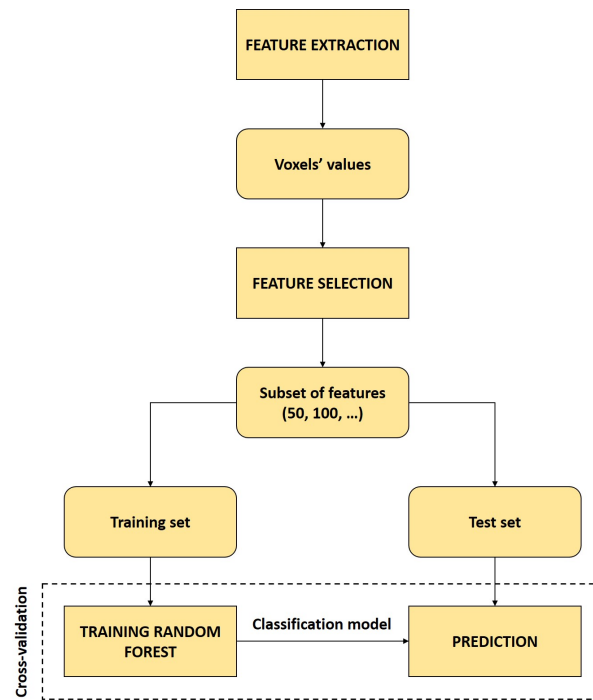 FEATURE EXTRACTION
Voxels' values
FEATURE SELECTION
Subset of features
(50, 100, ...)
Training set
Test set
Cross-validation
TRAINING RANDOM
FOREST
Classification model
PREDICTION